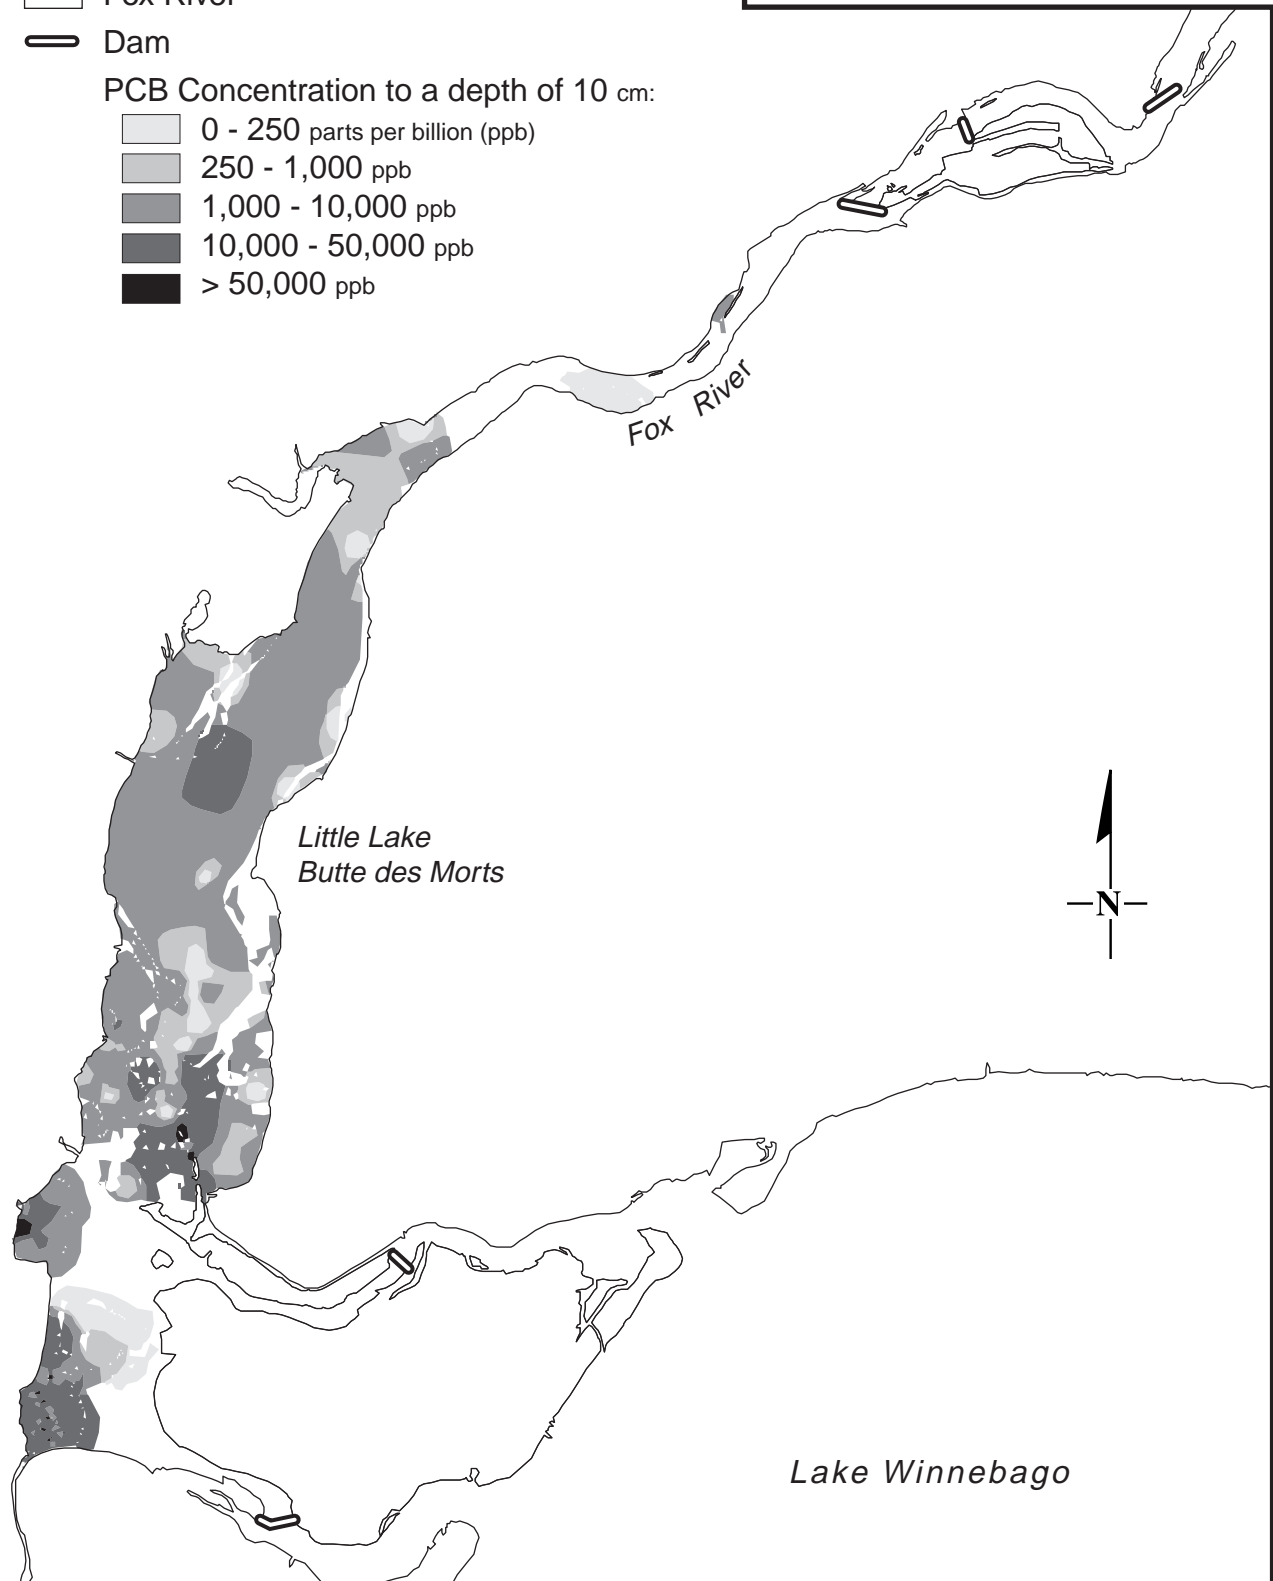 Fox River
Dam
PCB Concentration to a depth of 10 cm:
0 - 250 parts per billion (ppb)
250 - 1,000 ppb
1,000 - 10,000 ppb
10,000 - 50,000 ppb
> 50,000 ppb
Fox River
Little Lake
Butte des Morts
N
Lake Winnebago